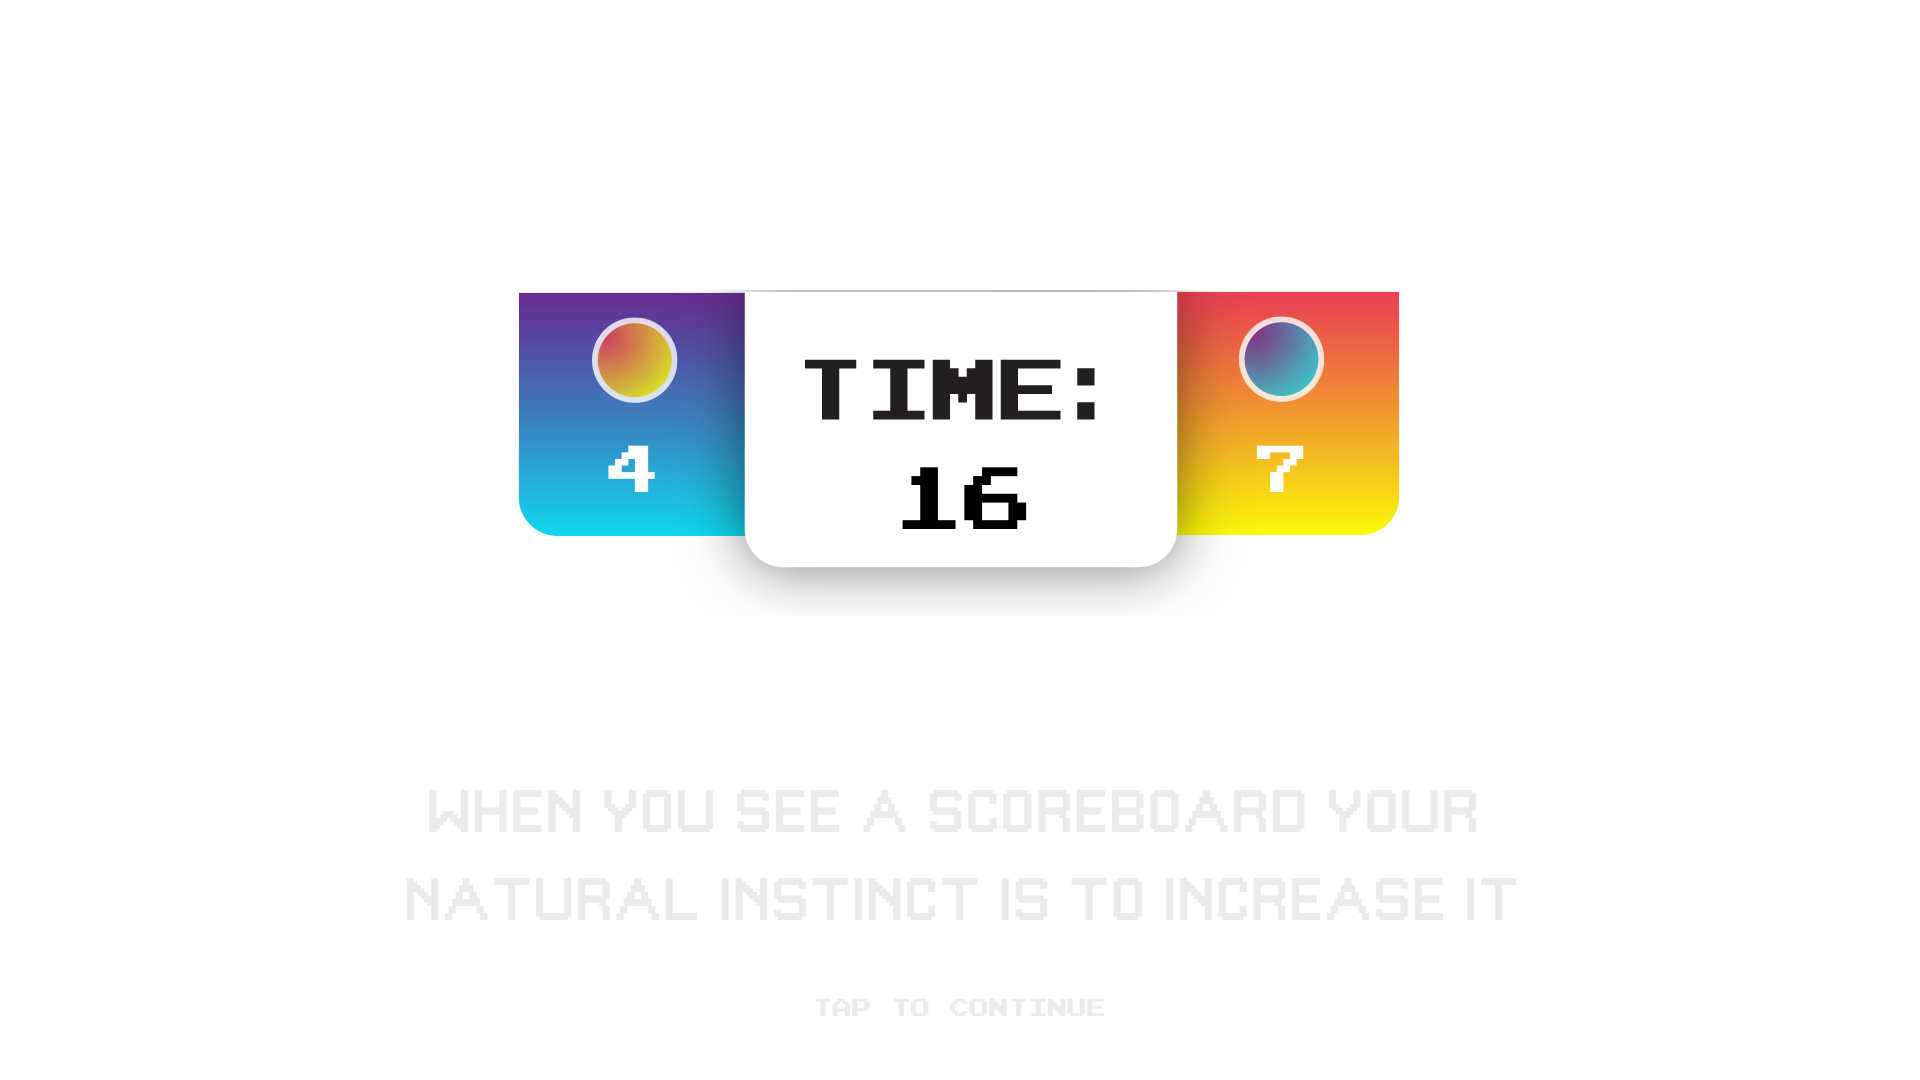 TIME:
4 16 7
WHEN YOU SEE A SCOREBOARD YOUR
NATURAL INSTINCT IS TO INCREASE IT
TAP TO CONTINUE